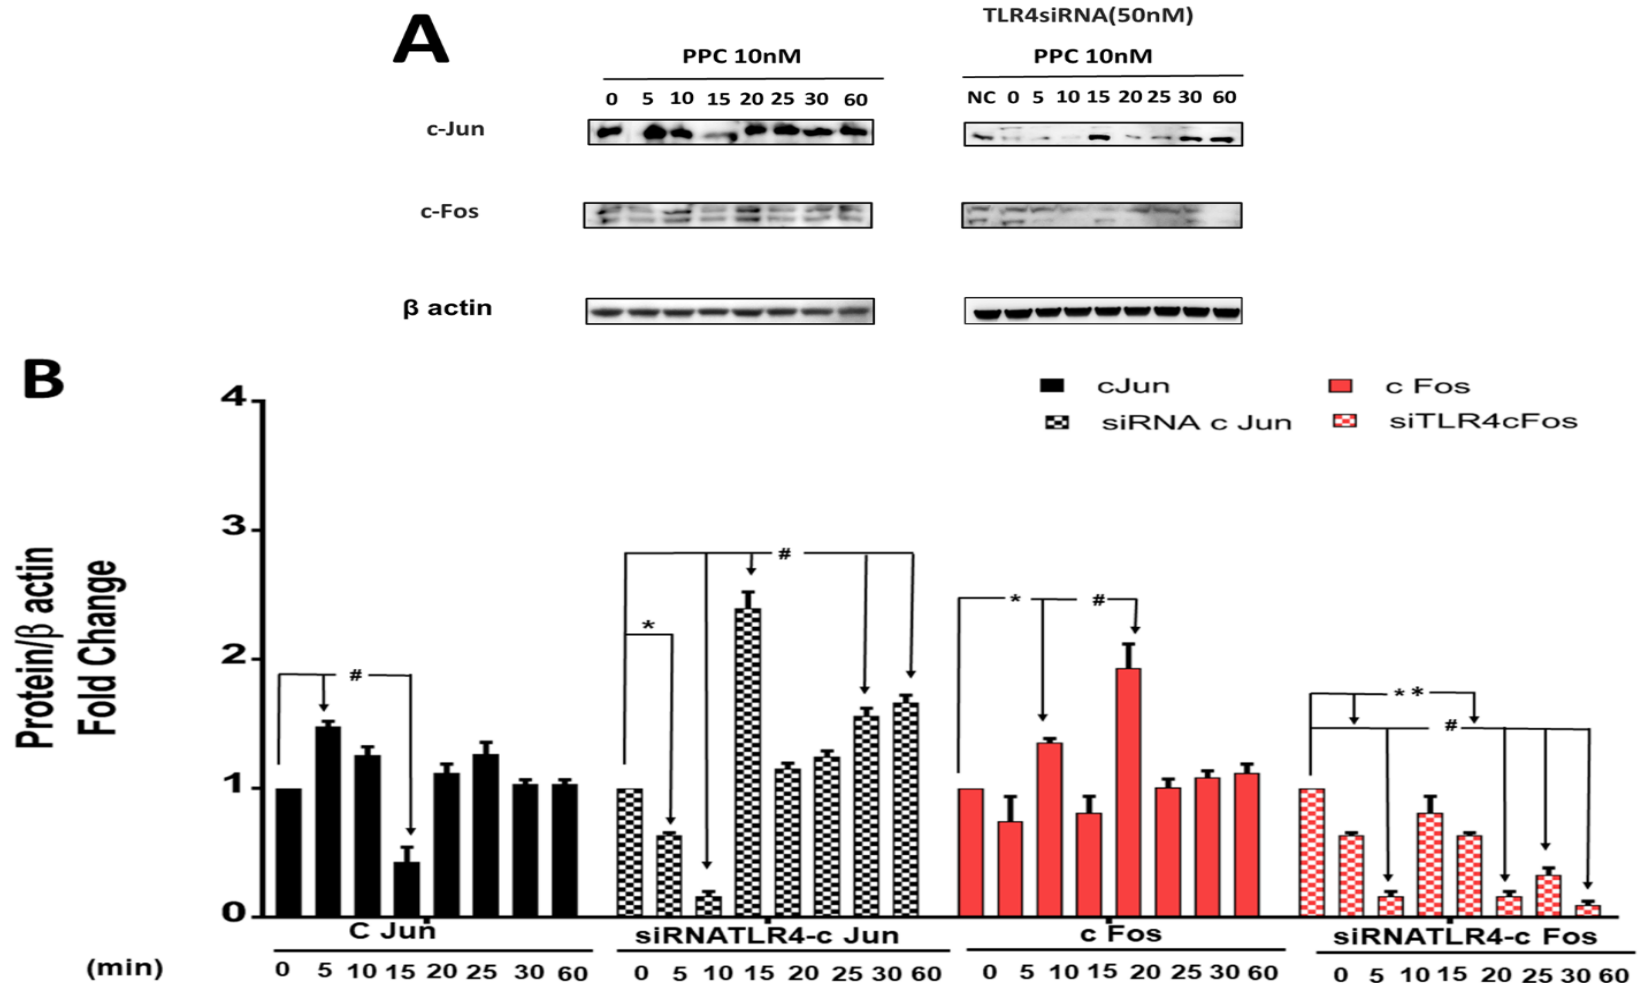 A
TLR4siRNA(50nM)
PPC 10nM
PPC 10nM
0 5 10 15 20 25 30 60
NC 0 5 10 15 20 25 30 60
c-Jun
c-Fos
β actin
B
cJun
c Fos
siRNA c Jun
siTLR4cFos
Protein/β actin
Fold Change
4
3
2
1
0
#
*
#
*
#
* *
#
C Jun
siRNATLR4-c Jun
c Fos
siRNATLR4-c Fos
(min)
0 5 10 15 20 25 30 60
0 5 10 15 20 25 30 60
0 5 10 15 20 25 30 60
0 5 10 15 20 25 30 60